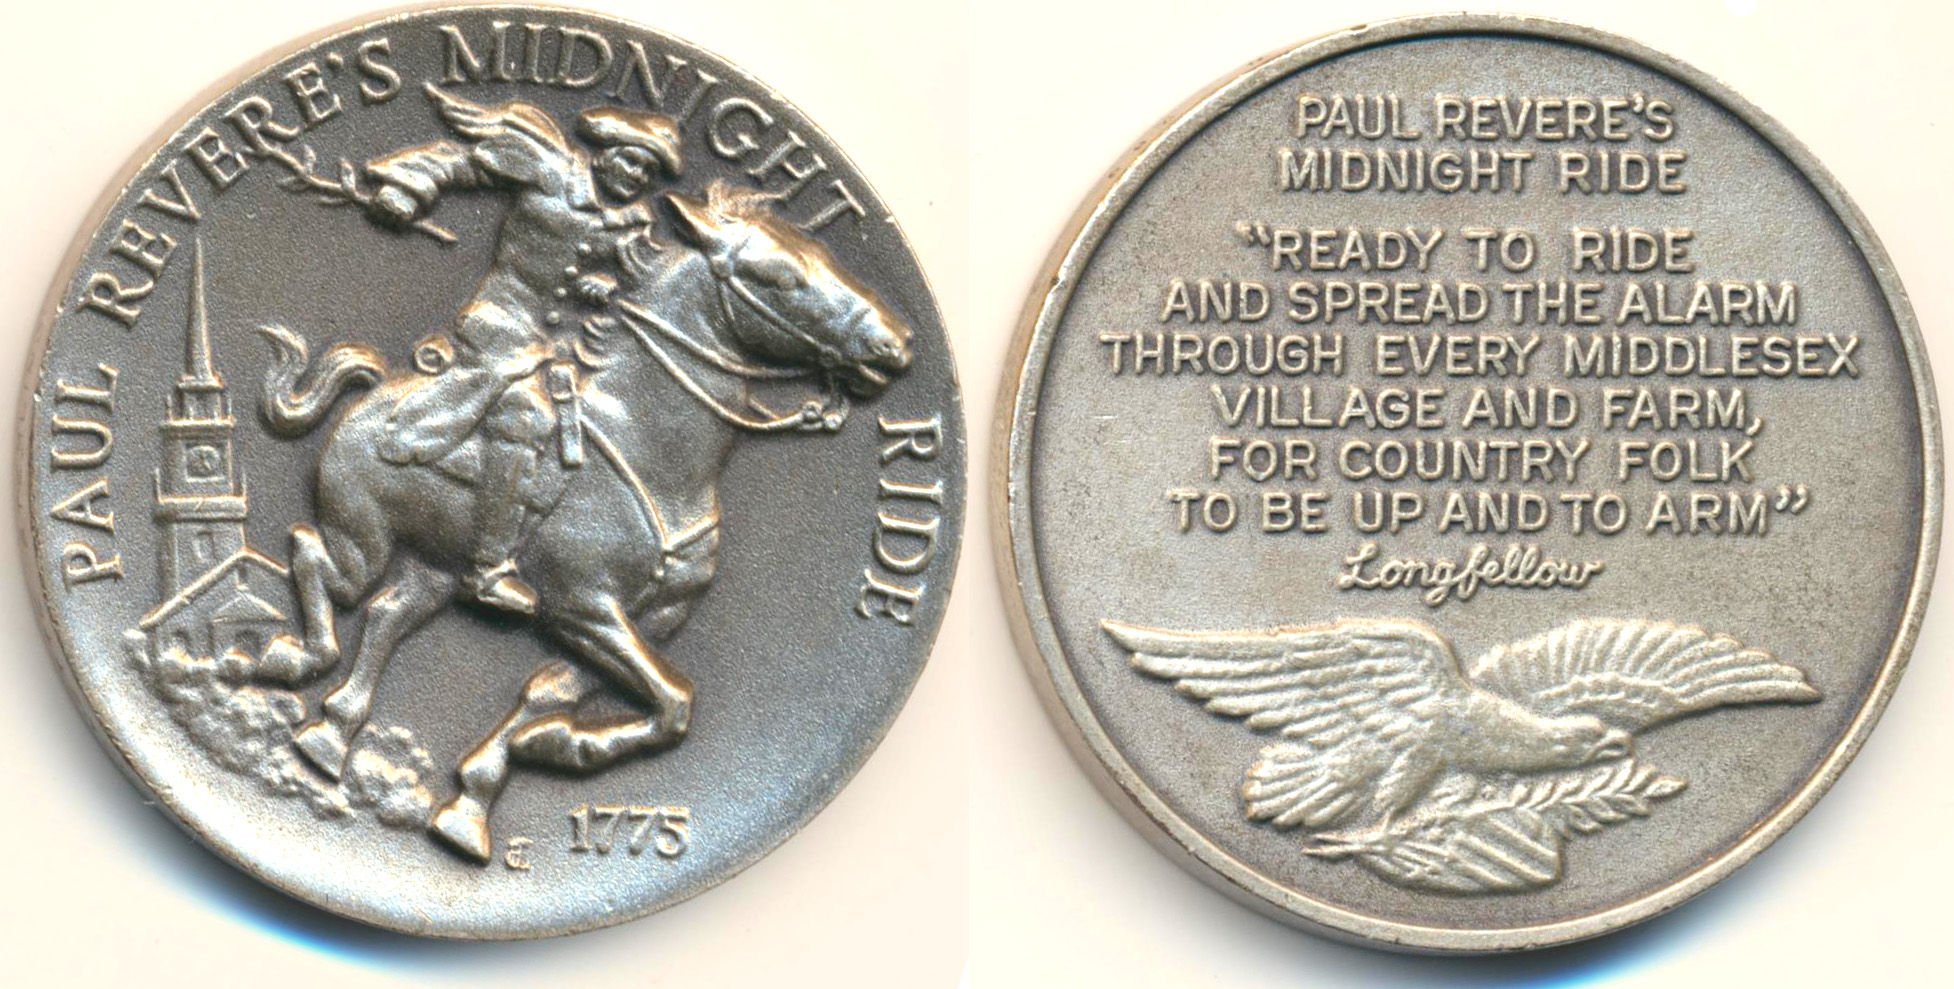 PAUL REVERE'S MIDNIGHT RIDE
1775
PAUL REVERE'S
MIDNIGHT RIDE
"READY TO RIDE
AND SPREAD THE ALARM
THROUGH EVERY MIDDLESEX
VILLAGE AND FARM,
FOR COUNTRY FOLK
TO BE UP AND TO ARM"
Longfellow